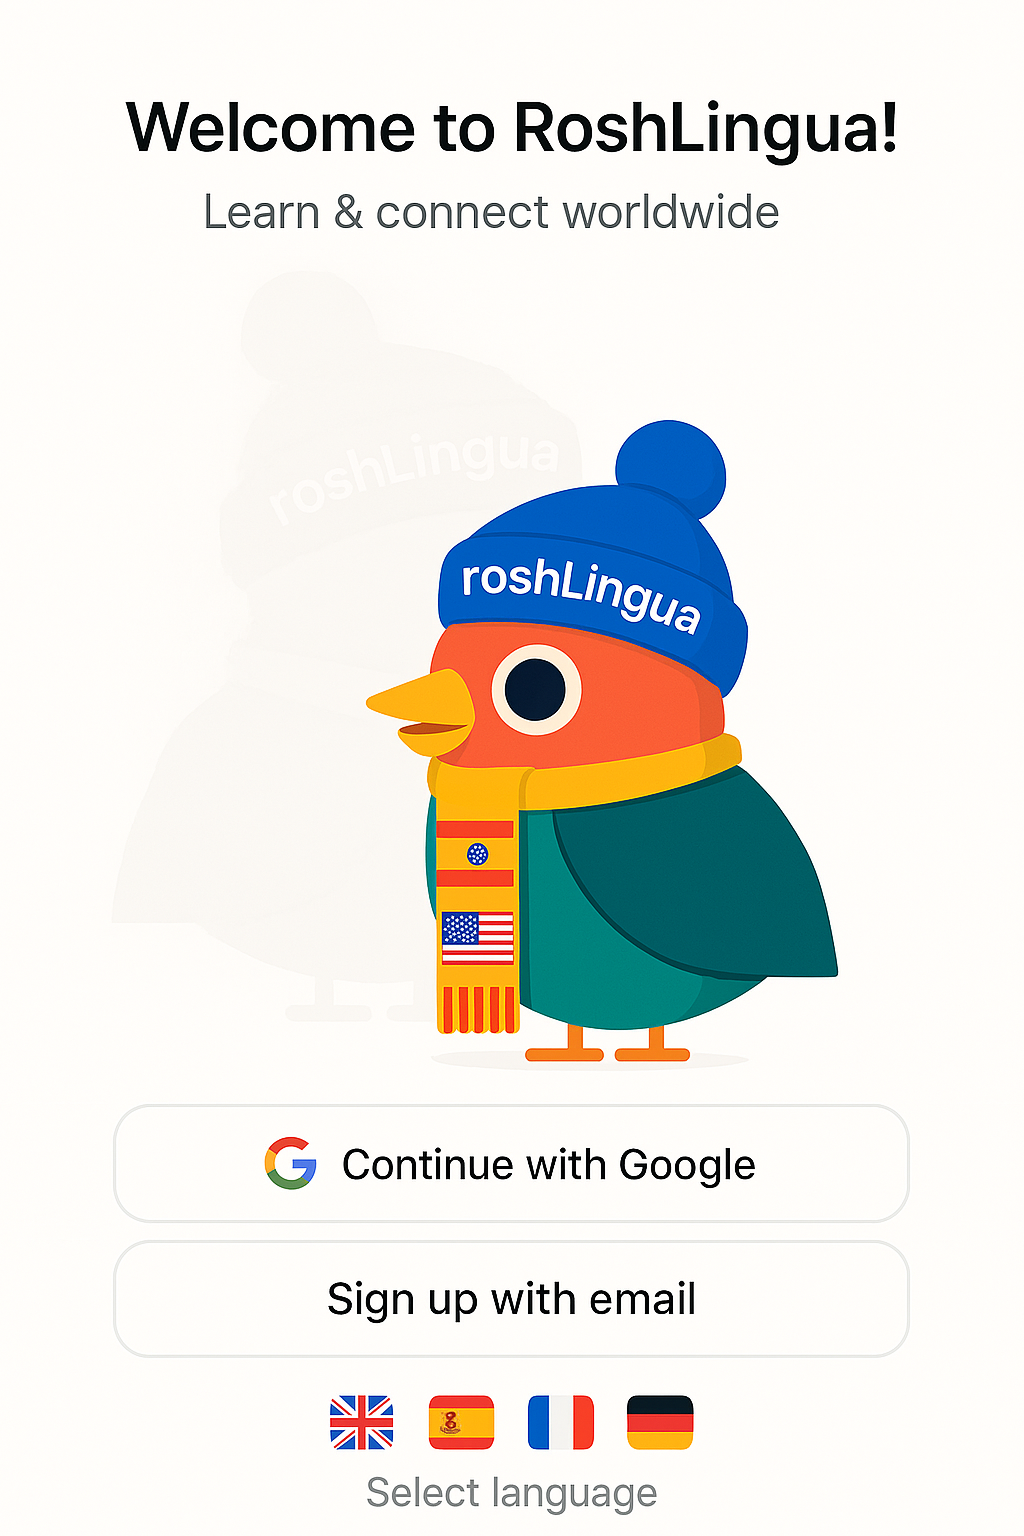 Welcome to RoshLingua!
Learn & connect worldwide
roshLingua
roshLingua
Continue with Google
Sign up with email
Select language